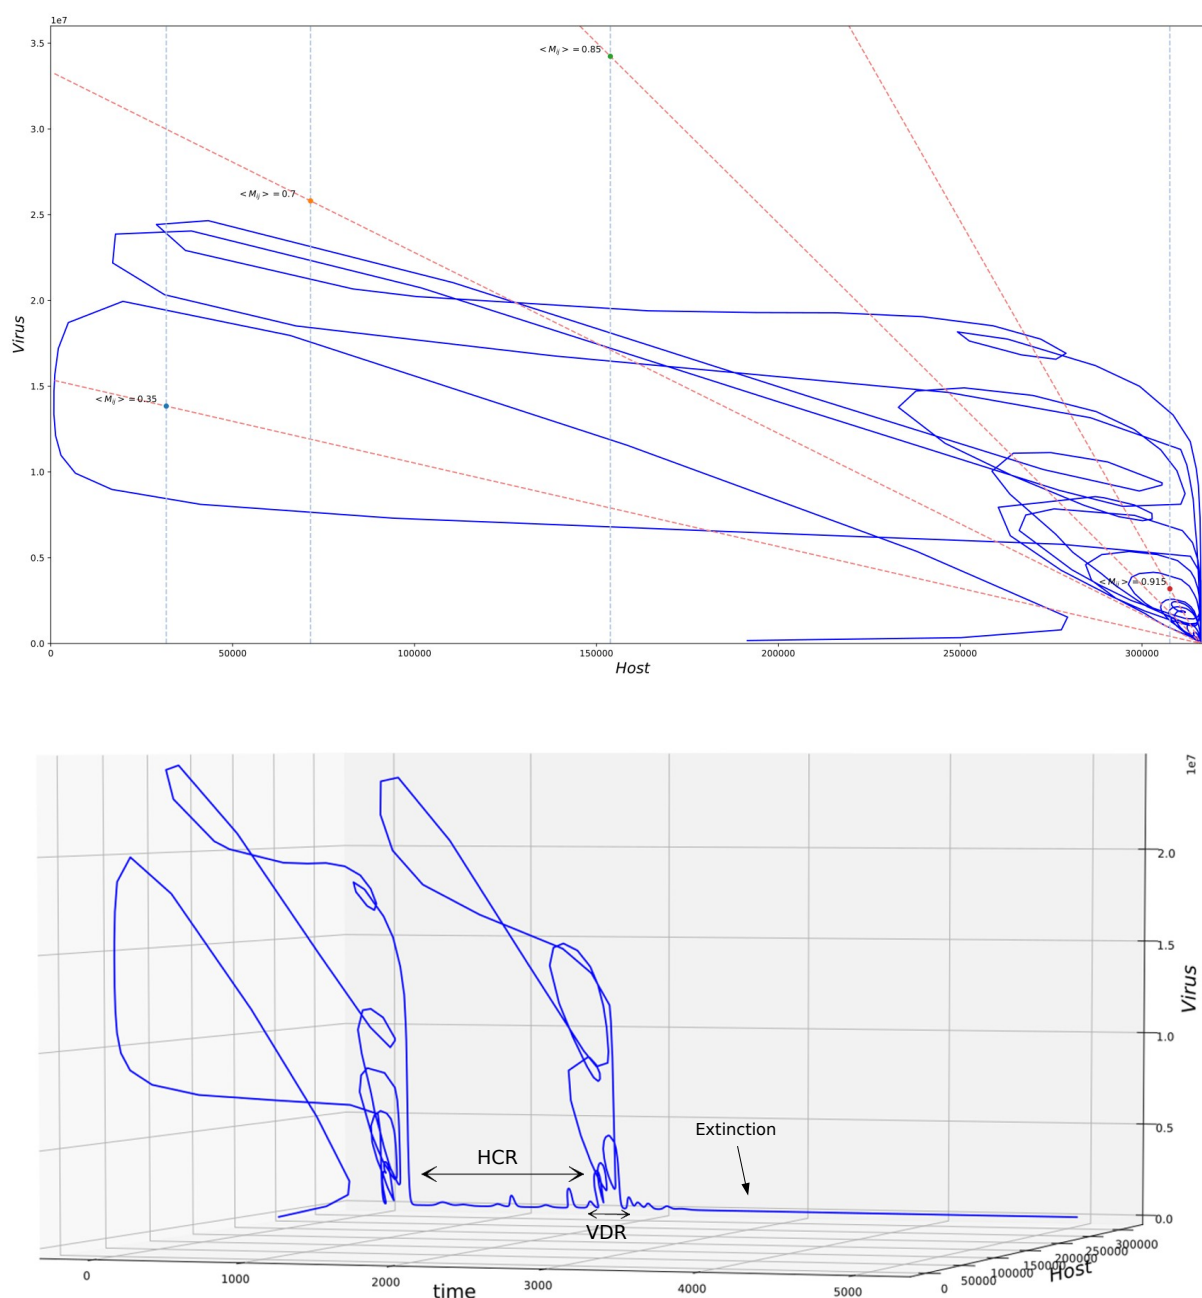 1e7
3.5
< M_ij > = 0.85
3.0
< M_ij > = 0.7
2.5
2.0
Virus
1.5
< M_ij > = 0.35
1.0
0.5
< M_ij > = 0.915
0.0
0 50000 100000 150000 200000 250000 300000
Host
1e7
2.0
1.5
Virus
1.0
Extinction
0.5
HCR
VDR
0.0
0 1000 2000 3000 4000 5000
time
0 50000 100000 150000 200000 250000 300000
Host